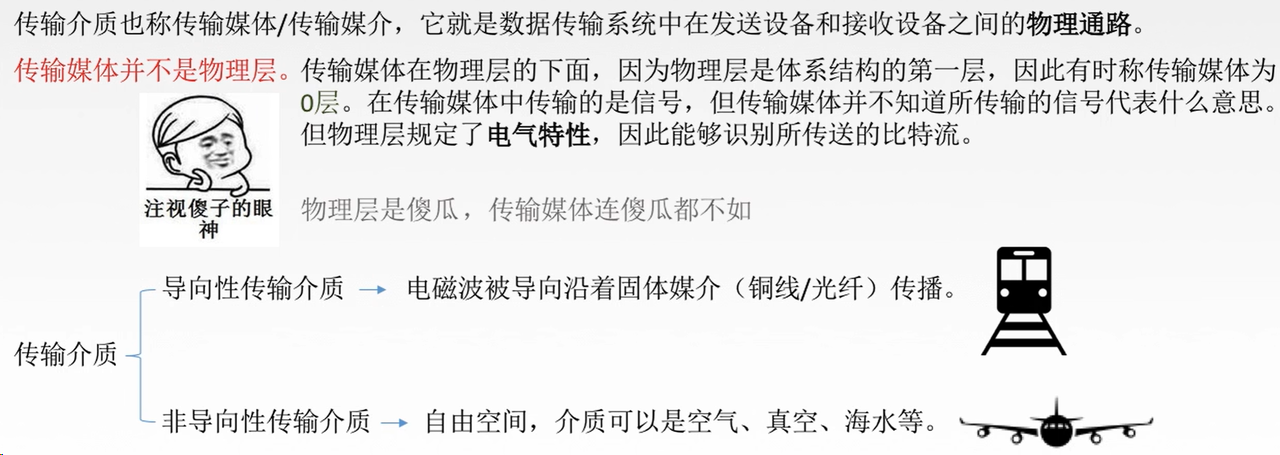 传输介质也称传输媒体/传输媒介，它就是数据传输系统中在发送设备和接收设备之间的物理通路。
传输媒体并不是物理层。传输媒体在物理层的下面，因为物理层是体系结构的第一层，因此有时称传输媒体为
0层。在传输媒体中传输的是信号，但传输媒体并不知道所传输的信号代表什么意思。
但物理层规定了电气特性，因此能够识别所传送的比特流。
注视傻子的眼
神
物理层是傻瓜，传输媒体连傻瓜都不如
导向性传输介质
电磁波被导向沿着固体媒介（铜线/光纤）传播。
传输介质
非导向性传输介质
自由空间，介质可以是空气、真空、海水等。